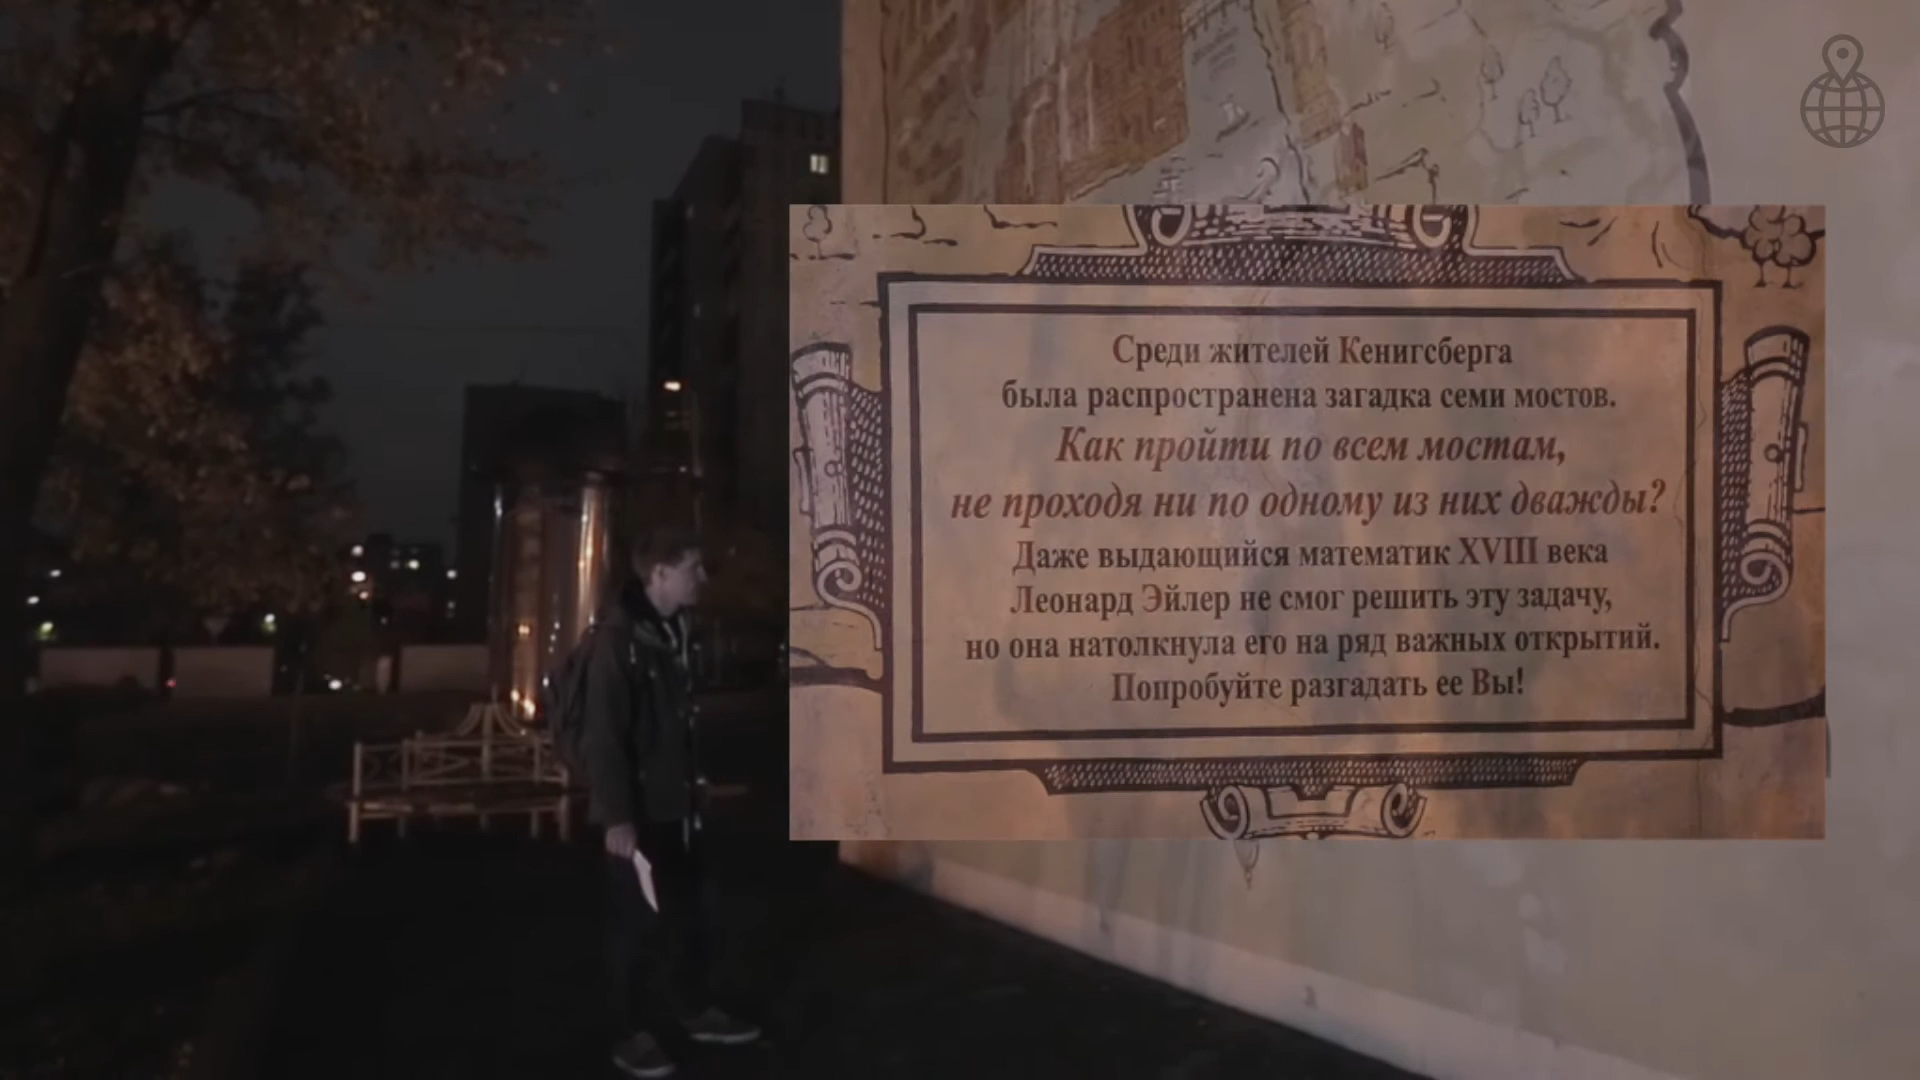 Среди жителей Кенигсберга
была распространена загадка семи мостов.
Как пройти по всем мостам,
не проходя ни по одному из них дважды?
Даже выдающийся математик XVIII века
Леонард Эйлер не смог решить эту задачу,
но она натолкнула его на ряд важных открытий.
Попробуйте разгадать ее Вы!